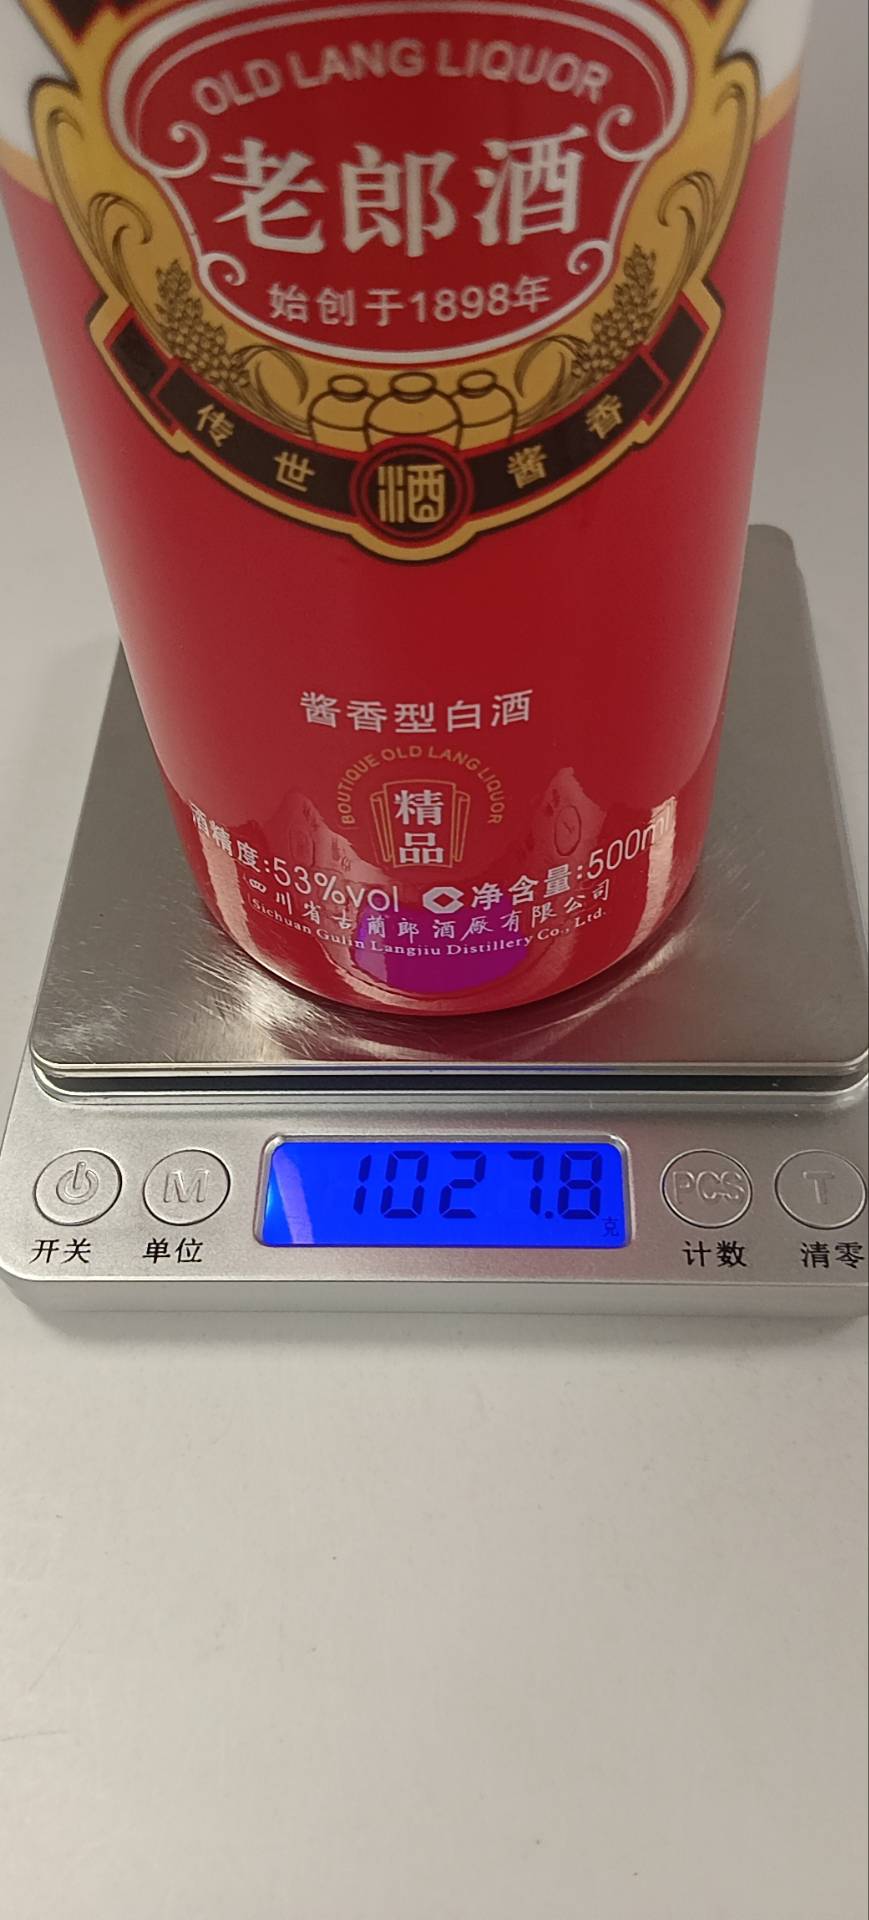 OLD LANG LIQUOR
老郎酒
始创于1898年
传世酒酱香
酱香型白酒
BOUTIQUE OLD LANG LIQUOR
精品
酒精度:53%vol 净含量:500ml
四川省古蔺郎酒厂有限公司
Sichuan Gulin Langjiu Distillery Co., Ltd.
1027.8
克
M PCS T
开关 单位 计数 清零